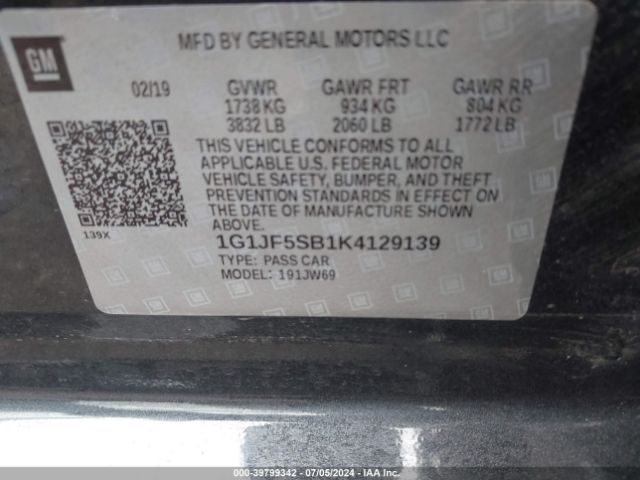 GM
MFD BY GENERAL MOTORS LLC
02/19 GVWR GAWR FRT GAWR RR
1738 KG 934 KG 804 KG
3832 LB 2060 LB 1772 LB
THIS VEHICLE CONFORMS TO ALL
APPLICABLE U.S. FEDERAL MOTOR
VEHICLE SAFETY, BUMPER, AND THEFT
PREVENTION STANDARDS IN EFFECT ON
THE DATE OF MANUFACTURE SHOWN
ABOVE.
139X
1G1JF5SB1K4129139
TYPE: PASS CAR
MODEL: 191JW69
000-39799342 / 07/05/2024 - IAA Inc.